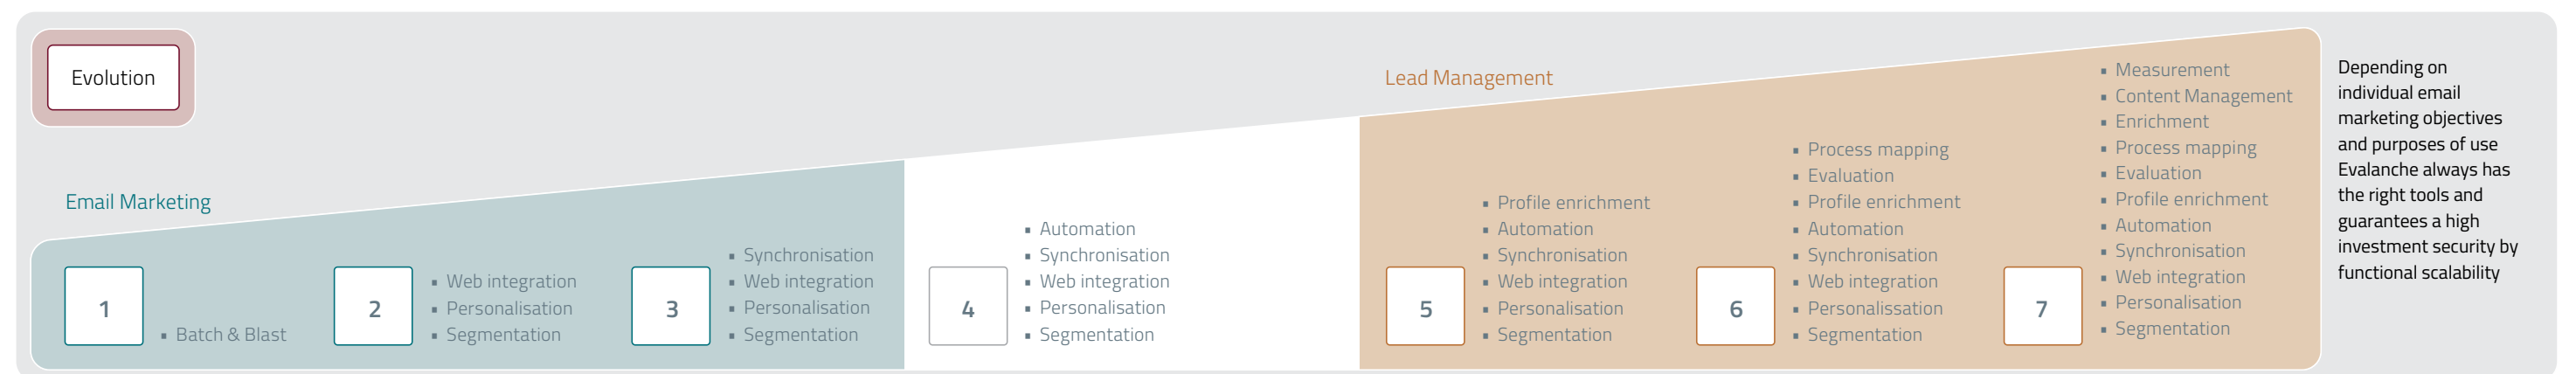 Evolution
Email Marketing
1
Batch & Blast
2
Web integration
Personalisation
Segmentation
3
Synchronisation
Web integration
Personalisation
Segmentation
4
Automation
Synchronisation
Web integration
Personalisation
Segmentation
Lead Management
5
Profile enrichment
Automation
Synchronisation
Web integration
Personalisation
Segmentation
6
Process mapping
Evaluation
Profile enrichment
Automation
Synchronisation
Web integration
Personalissation
Segmentation
7
Measurement
Content Management
Enrichment
Process mapping
Evaluation
Profile enrichment
Automation
Synchronisation
Web integration
Personalisation
Segmentation
Depending on
individual email
marketing objectives
and purposes of use
Evalanche always has
the right tools and
guarantees a high
investment security by
functional scalability